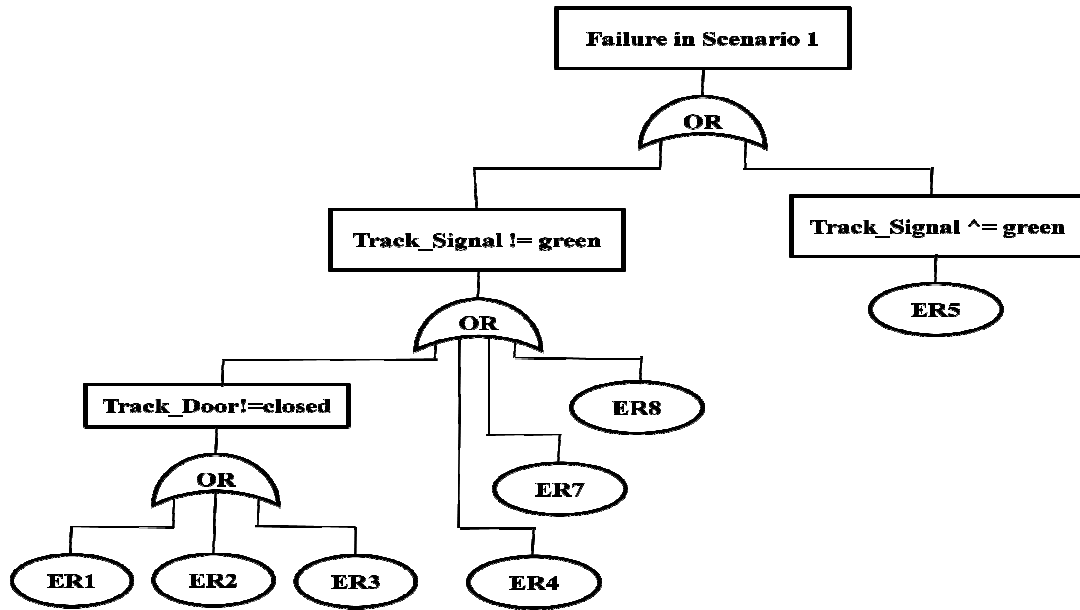 Failure in Scenario 1
OR
Track_Signal != green
Track_Signal ^= green
OR
ER5
Track_Door!=closed
ER8
OR
ER7
ER1
ER2
ER3
ER4